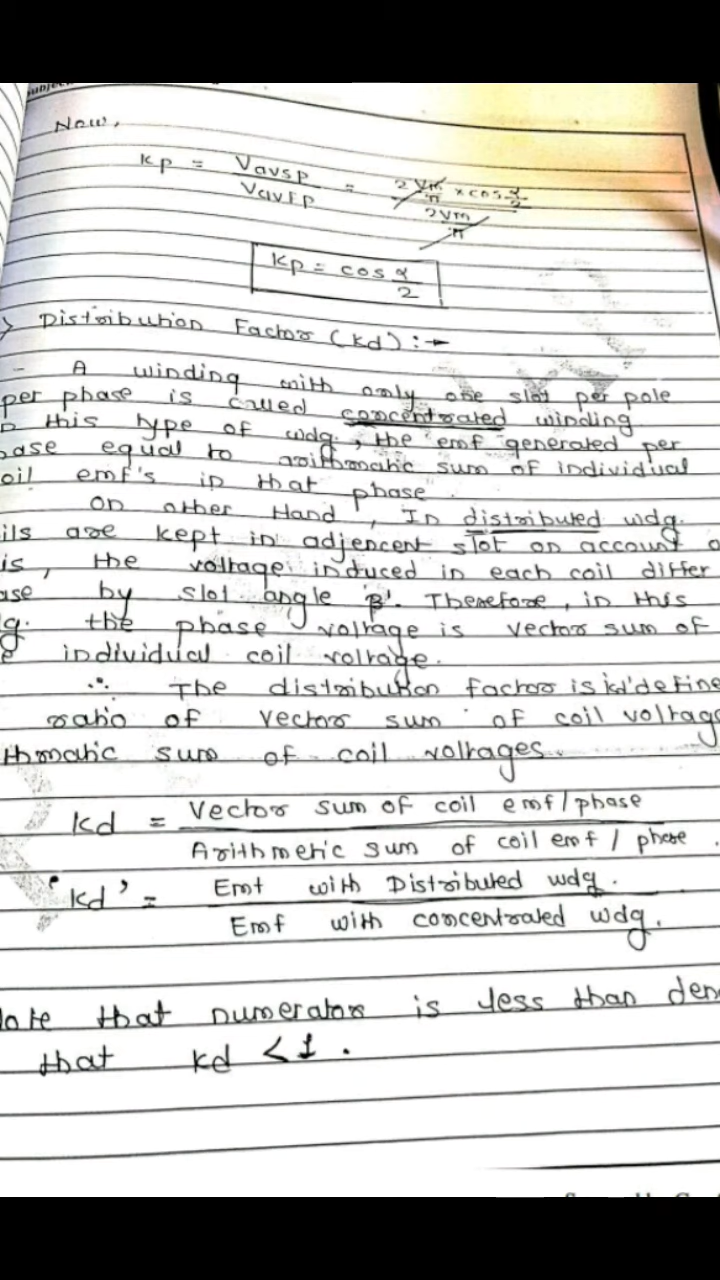 Now,
Kp = Vavsp / VavFp = 2Vm/π × cos α/2 / 2Vm/π
Kp = cos α/2
> Distribution Factor (Kd) :→
- A winding with only one slot per pole
per phase is called concentrated winding
n this type of wdg., the emf generated per
ase equal to arithmatic sum of individual
oil emf's in that phase
On other Hand, In distributed wdg.
ils are kept in adjencent slot on account o
is, the voltage induced in each coil differ
ase by slot angle 'β'. Therefore, in this
g. the phase voltage is vector sum of
e individual coil voltage.
∴ The distribution factor is 'kd' define
ratio of vector sum of coil voltage
thmatic sum of coil voltages.
Kd = Vector sum of coil emf/phase
Arithmetic sum of coil emf / phase.
'Kd' = Emf with Distributed wdg.
Emf with concentrated wdg.
ote that numerator is less than den
that kd <1.